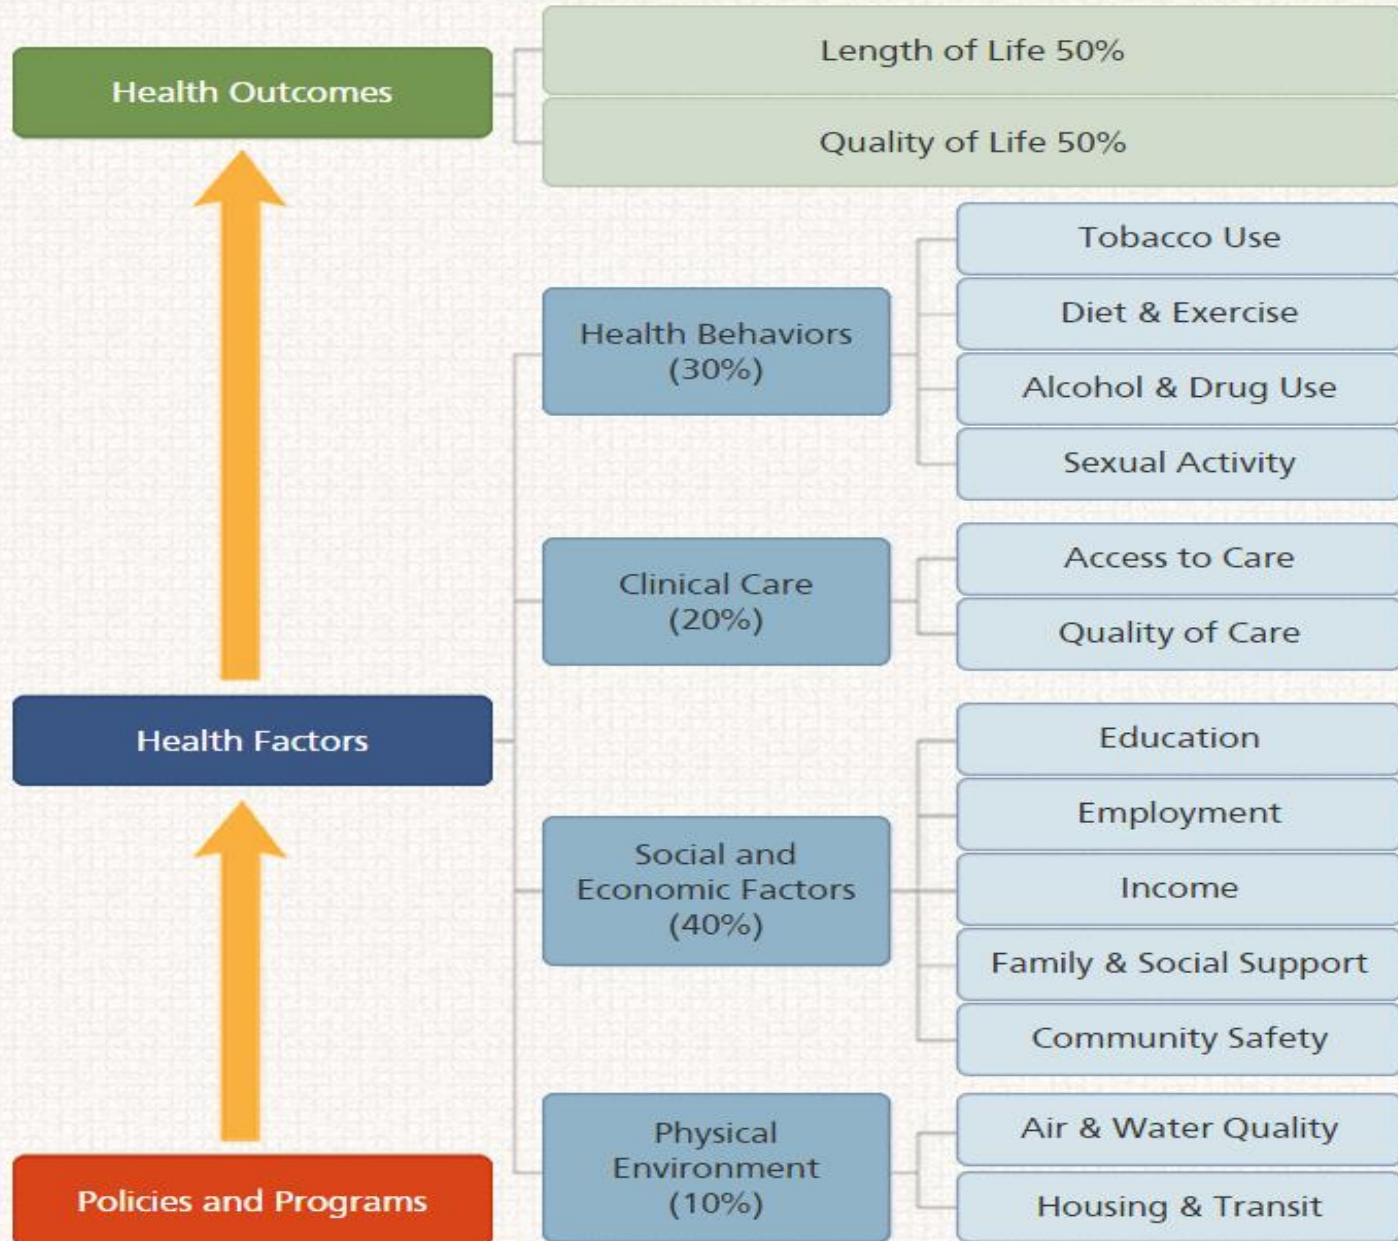 Health Outcomes
Length of Life 50%
Quality of Life 50%
Health Factors
Health Behaviors
(30%)
Tobacco Use
Diet & Exercise
Alcohol & Drug Use
Sexual Activity
Clinical Care
(20%)
Access to Care
Quality of Care
Social and
Economic Factors
(40%)
Education
Employment
Income
Family & Social Support
Community Safety
Physical
Environment
(10%)
Air & Water Quality
Housing & Transit
Policies and Programs